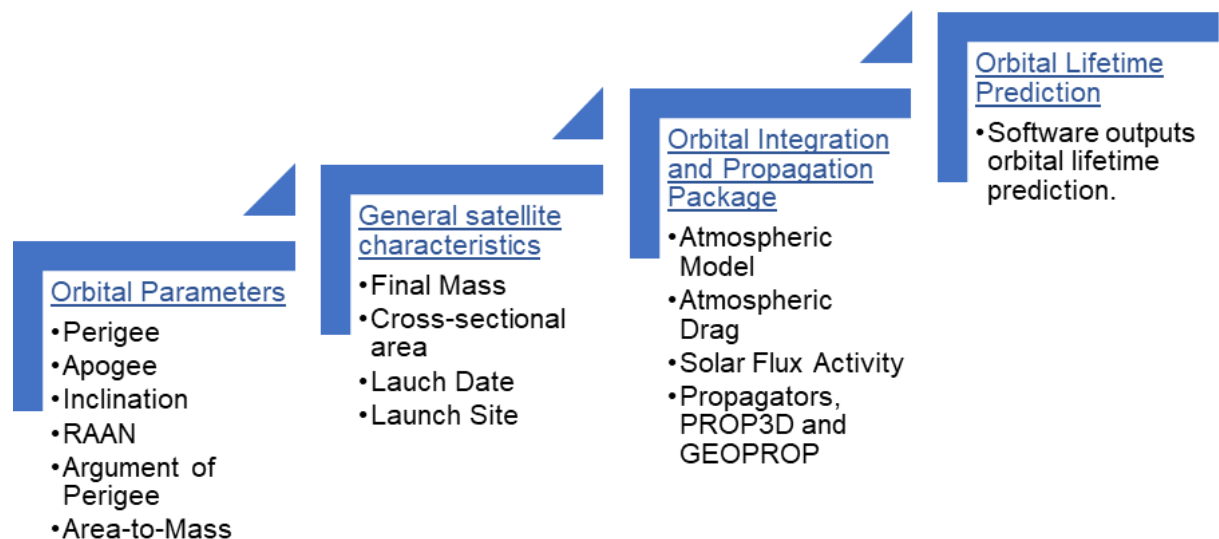 Orbital Parameters
•Perigee
•Apogee
•Inclination
•RAAN
•Argument of
Perigee
•Area-to-Mass
General satellite
characteristics
•Final Mass
•Cross-sectional
area
•Lauch Date
•Launch Site
Orbital Integration
and Propagation
Package
•Atmospheric
Model
•Atmospheric
Drag
•Solar Flux Activity
•Propagators,
PROP3D and
GEOPROP
Orbital Lifetime
Prediction
•Software outputs
orbital lifetime
prediction.